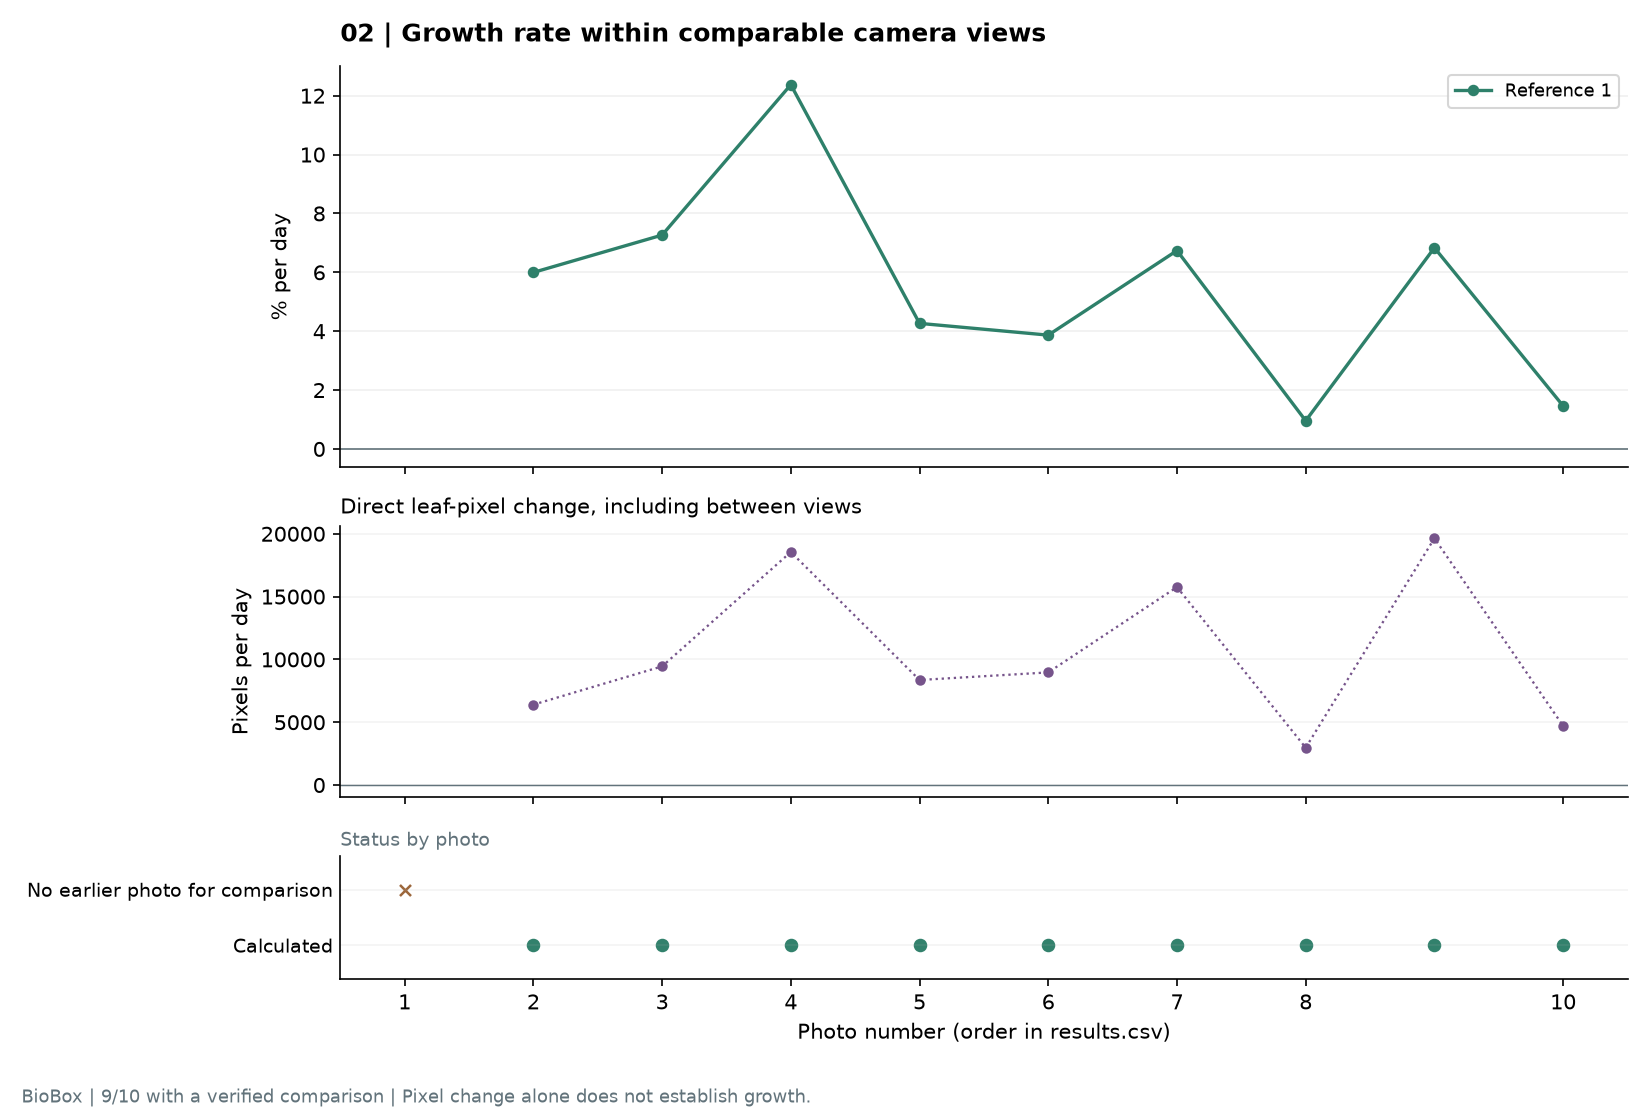 02 | Growth rate within comparable camera views
Reference 1
% per day
12
10
8
6
4
2
0
Direct leaf-pixel change, including between views
Pixels per day
20000
15000
10000
5000
0
Status by photo
No earlier photo for comparison
Calculated
1 2 3 4 5 6 7 8 10
Photo number (order in results.csv)
BioBox | 9/10 with a verified comparison | Pixel change alone does not establish growth.